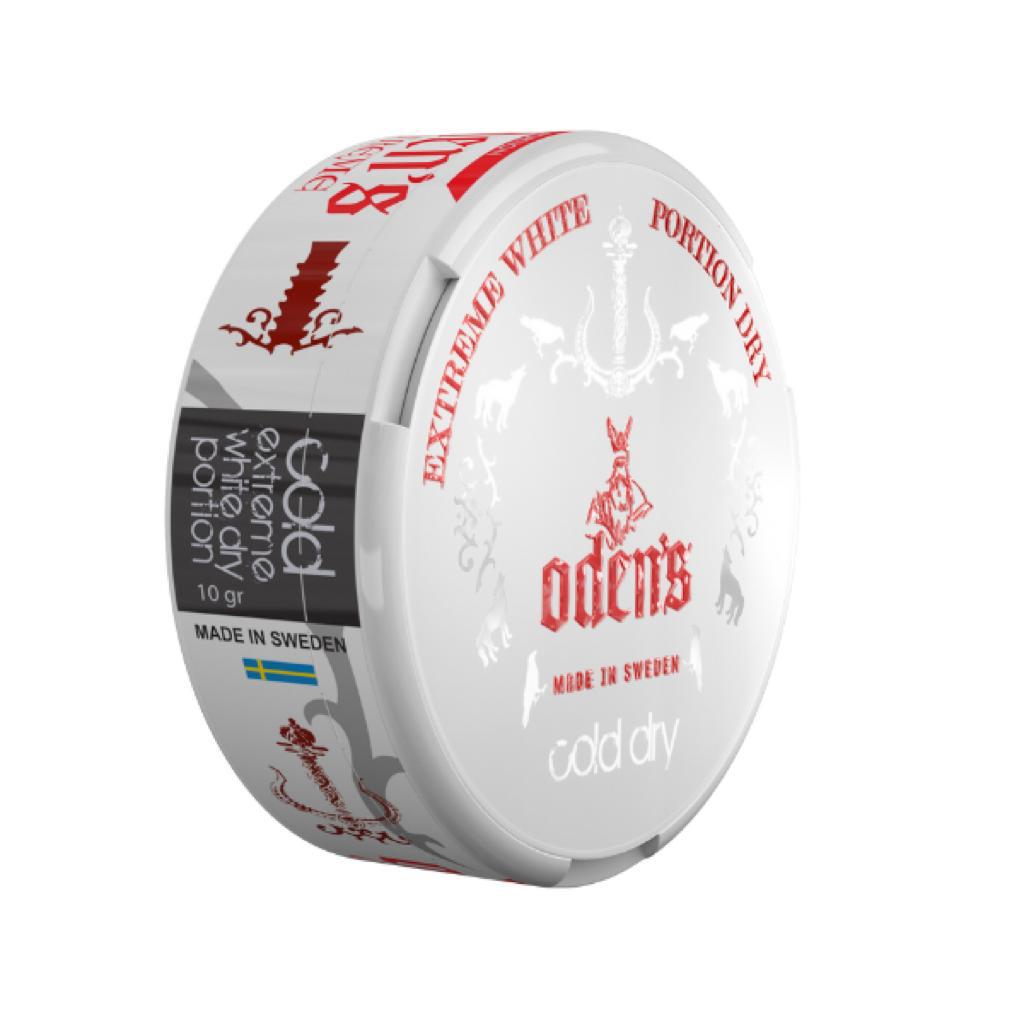 EXTREME WHITE PORTION DRY
oden's
MADE IN SWEDEN
cold dry
cold
extreme
white dry
portion
10 gr
MADE IN SWEDEN